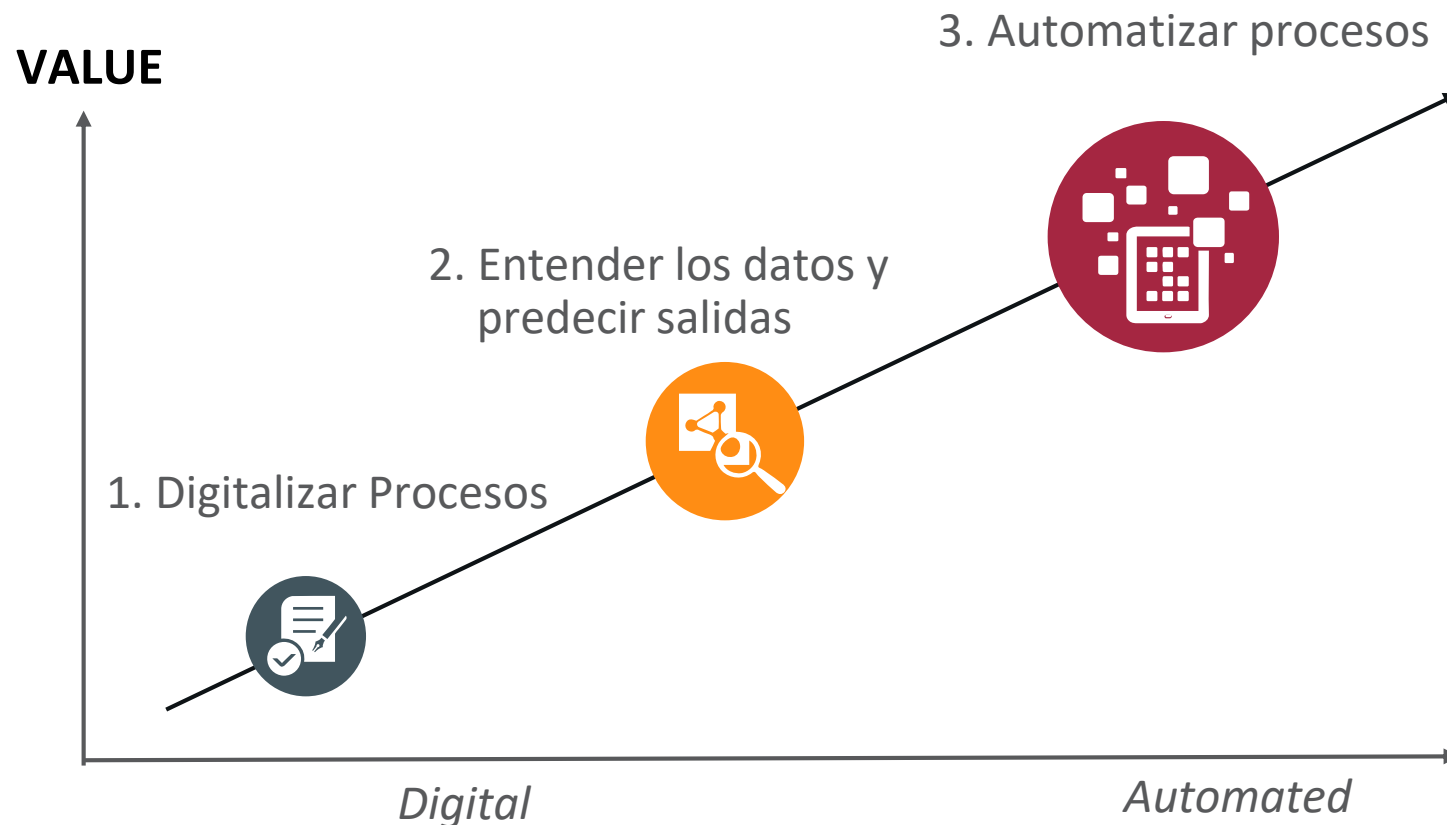 3. Automatizar procesos
VALUE
2. Entender los datos y
predecir salidas
1. Digitalizar Procesos
Digital
Automated